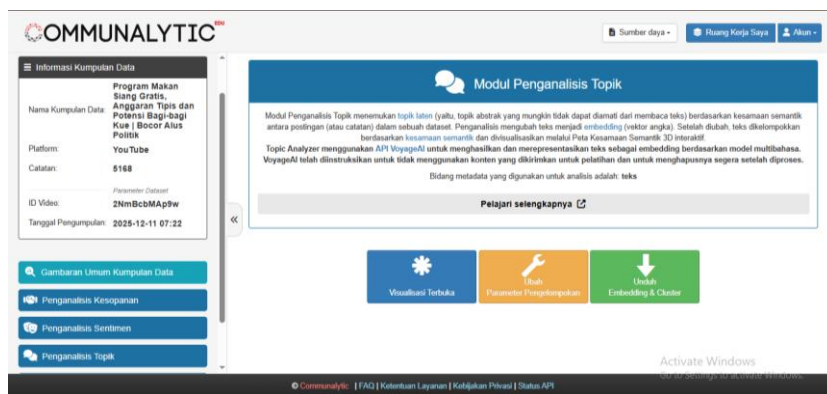 COMMUNALYTIC EDU
Sumber daya
Ruang Kerja Saya
Akun
Informasi Kumpulan Data
Nama Kumpulan Data:
Program Makan
Siang Gratis,
Anggaran Tipis dan
Potensi Bagi-bagi
Kue | Bocor Alus
Politik
Platform:
YouTube
Catatan:
5168
Parameter Dataset
ID Video:
2NmBcbMAp9w
Tanggal Pengumpulan:
2025-12-11 07:22
«
Gambaran Umum Kumpulan Data
Penganalisis Kesopanan
Penganalisis Sentimen
Penganalisis Topik
Modul Penganalisis Topik
Modul Penganalisis Topik menemukan topik laten (yaitu, topik abstrak yang mungkin tidak dapat diamati dari membaca teks) berdasarkan kesamaan semantik
antara postingan (atau catatan) dalam sebuah dataset. Penganalisis mengubah teks menjadi embedding (vektor angka). Setelah diubah, teks dikelompokkan
berdasarkan kesamaan semantik dan divisualisasikan melalui Peta Kesamaan Semantik 3D interaktif.
Topic Analyzer menggunakan API VoyageAI untuk menghasilkan dan merepresentasikan teks sebagai embedding berdasarkan model multibahasa.
VoyageAI telah diinstruksikan untuk tidak menggunakan konten yang dikirimkan untuk pelatihan dan untuk menghapusnya segera setelah diproses.
Bidang metadata yang digunakan untuk analisis adalah: teks
Pelajari selengkapnya
Visualisasi Terbuka
Ubah
Parameter Pengelompokan
Unduh
Embedding & Cluster
Activate Windows
Go to Settings to activate Windows.
© Communalytic | FAQ | Ketentuan Layanan | Kebijakan Privasi | Status API